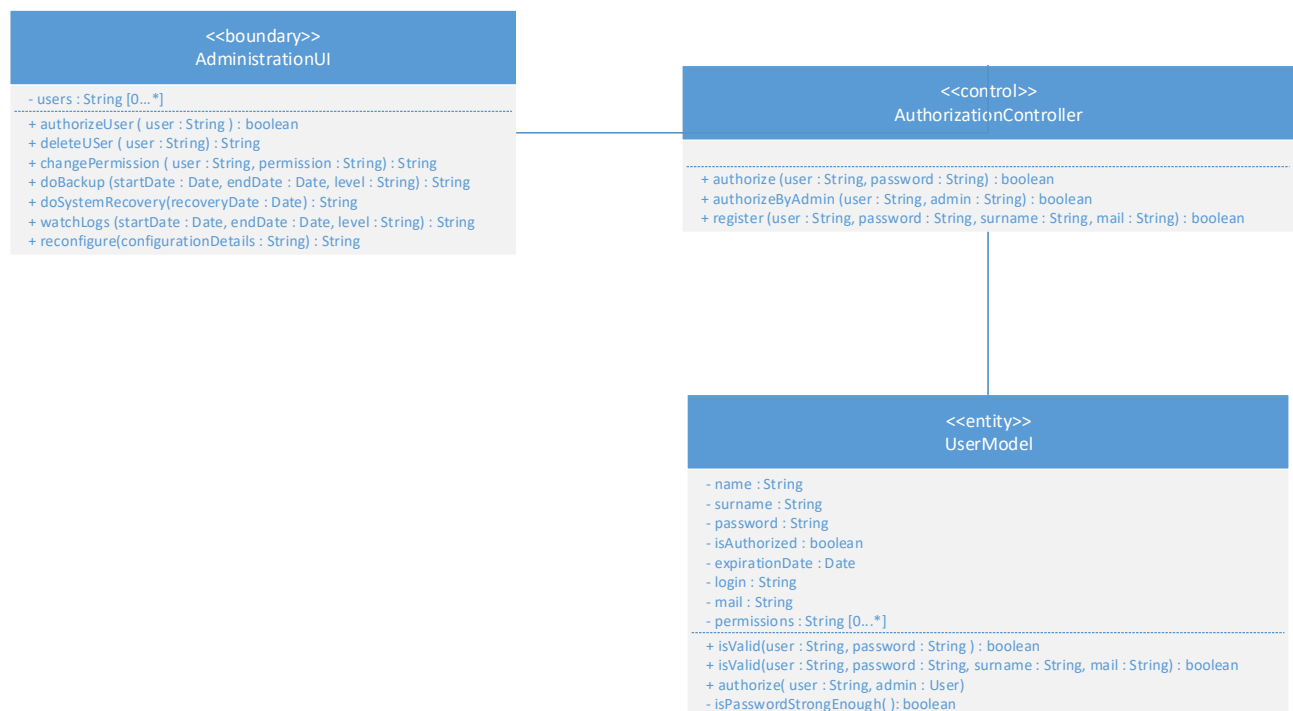 <<boundary>>
AdministrationUI
- users : String [0...*]
+ authorizeUser ( user : String ) : boolean
+ deleteUSer ( user : String) : String
+ changePermission ( user : String, permission : String) : String
+ doBackup (startDate : Date, endDate : Date, level : String) : String
+ doSystemRecovery(recoveryDate : Date) : String
+ watchLogs (startDate : Date, endDate : Date, level : String) : String
+ reconfigure(configurationDetails : String) : String
<<control>>
AuthorizationController
+ authorize (user : String, password : String) : boolean
+ authorizeByAdmin (user : String, admin : String) : boolean
+ register (user : String, password : String, surname : String, mail : String) : boolean
<<entity>>
UserModel
- name : String
- surname : String
- password : String
- isAuthorized : boolean
- expirationDate : Date
- login : String
- mail : String
- permissions : String [0...*]
+ isValid(user : String, password : String ) : boolean
+ isValid(user : String, password : String, surname : String, mail : String) : boolean
+ authorize( user : String, admin : User)
- isPasswordStrongEnough( ): boolean